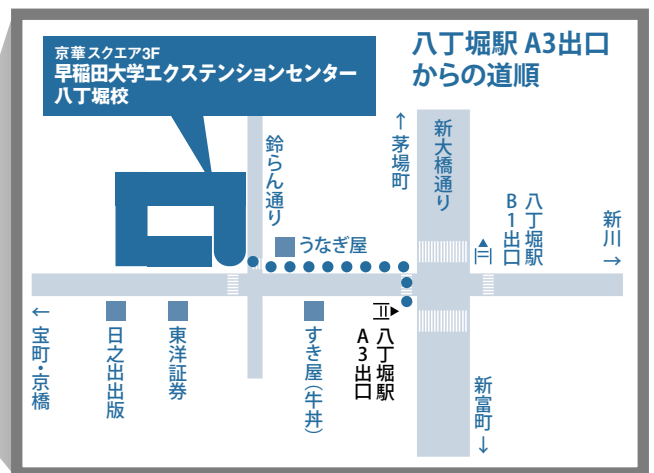 京華スクエア3F
早稲田大学エクステンションセンター
八丁堀校
八丁堀駅 A3出口
からの道順
鈴らん通り
↑茅場町
新大橋通り
八丁堀駅
B1出口
新川→
うなぎ屋
←宝町・京橋
日之出出版
東洋証券
すき屋(牛丼)
八丁堀駅
A3出口
新富町→